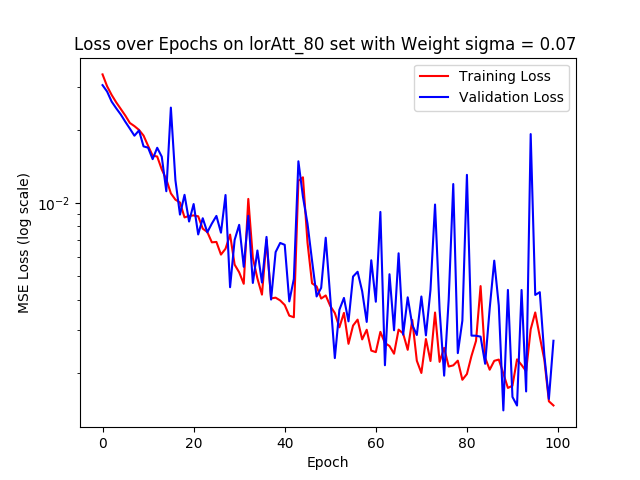 Loss over Epochs on lorAtt_80 set with Weight sigma = 0.07
Training Loss
Validation Loss
MSE Loss (log scale)
10⁻²
0 20 40 60 80 100
Epoch